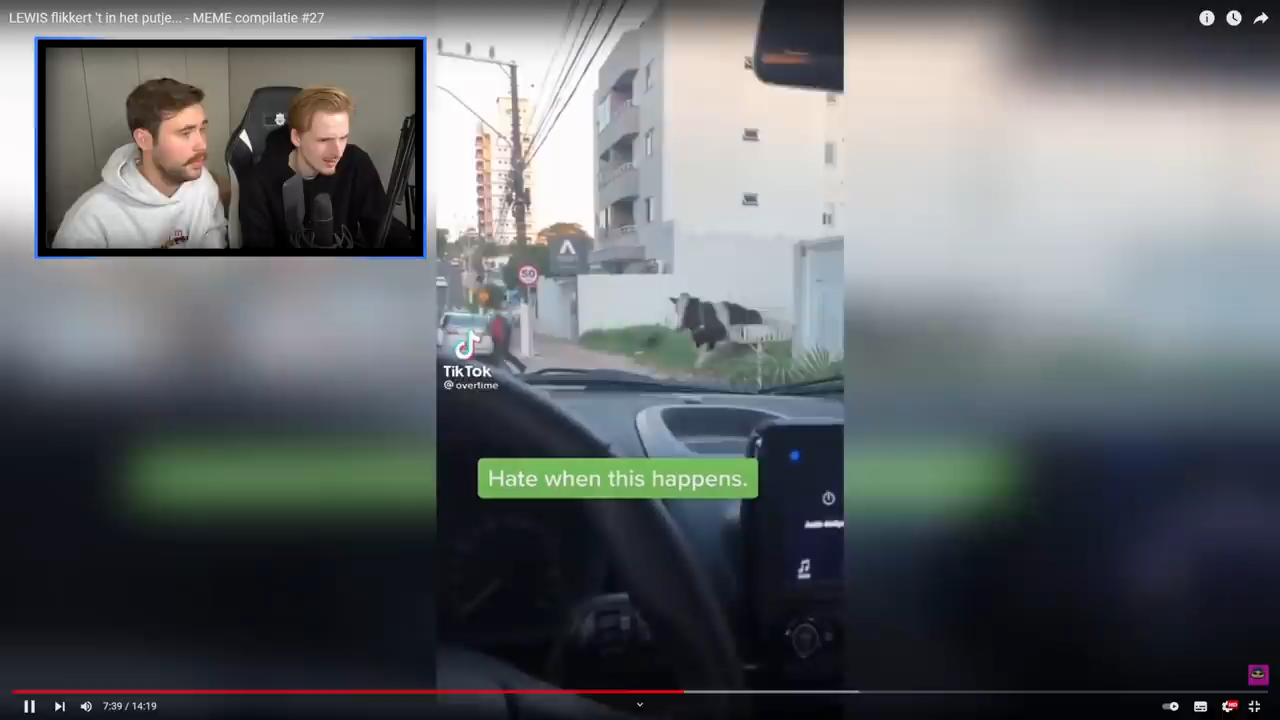 LEWIS flikkert 't in het putje... - MEME compilatie #27
50
TikTok
@ overtime
Hate when this happens.
7:39 / 14:19
HD